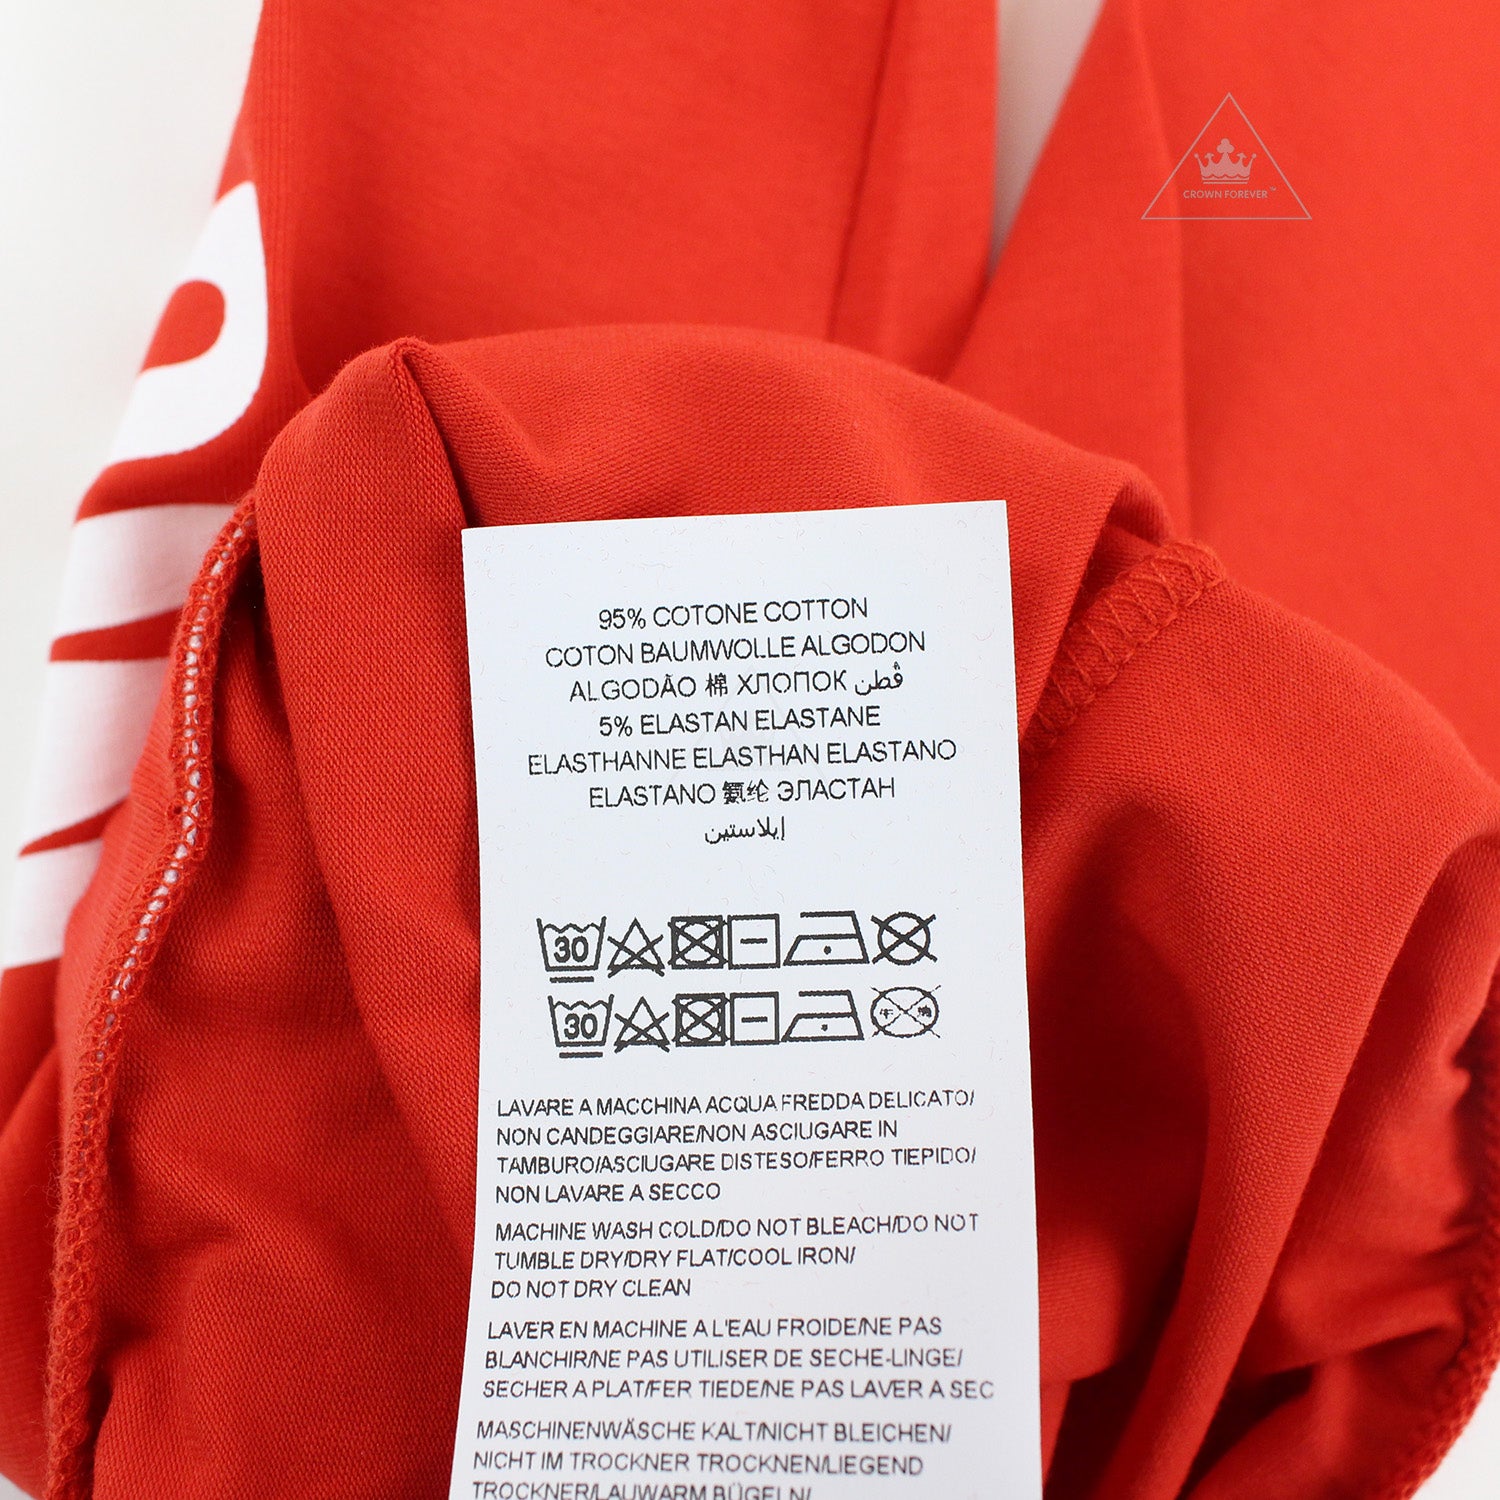 CROWN FOREVER™
95% COTONE COTTON
COTON BAUMWOLLE ALGODON
ALGODÃO 棉 ХЛОПОК قطن
5% ELASTAN ELASTANE
ELASTHANNE ELASTHAN ELASTANO
ELASTANO 氨纶 ЭЛАСТАН
إيلاستين
30
30
LAVARE A MACCHINA ACQUA FREDDA DELICATO/
NON CANDEGGIARE/NON ASCIUGARE IN
TAMBURO/ASCIUGARE DISTESO/FERRO TIEPIDO/
NON LAVARE A SECCO
MACHINE WASH COLD/DO NOT BLEACH/DO NOT
TUMBLE DRY/DRY FLAT/COOL IRON/
DO NOT DRY CLEAN
LAVER EN MACHINE A L'EAU FROIDE/NE PAS
BLANCHIR/NE PAS UTILISER DE SECHE-LINGE/
SECHER A PLAT/FER TIEDE/NE PAS LAVER A SEC
MASCHINENWÄSCHE KALT/NICHT BLEICHEN/
NICHT IM TROCKNER TROCKNEN/LIEGEND
TROCKNER/LAUWARM BÜGELN/